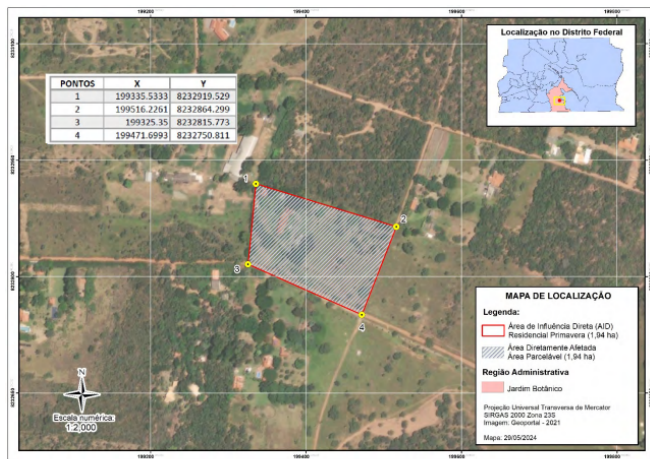 Localização no Distrito Federal
PONTOS X Y
1 199335.5333 8232919.529
2 199516.2261 8232864.299
3 199325.35 8232815.773
4 199471.6993 8232750.811
1
2
3
4
N
Escala numérica:
1:2,000
MAPA DE LOCALIZAÇÃO
Legenda:
Área de Influência Direta (AID)
Residencial Primavera (1,94 ha)
Área Diretamente Afetada
Área Parcelável (1,94 ha)
Região Administrativa
Jardim Botânico
Projeção Universal Transversa de Mercator
SIRGAS 2000 Zona 23S
Imagem: Geoportal - 2021
Mapa: 29/05/2024